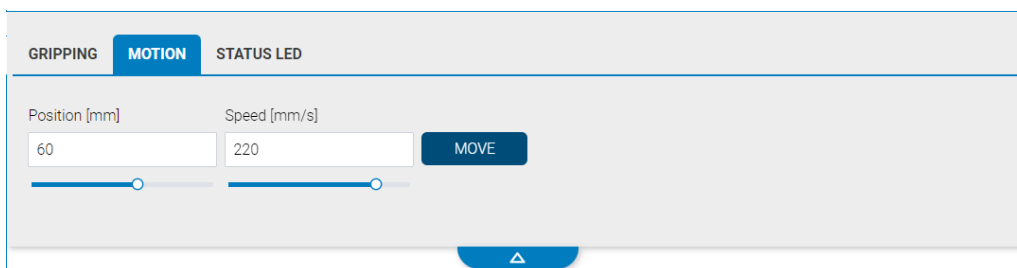 GRIPPING MOTION STATUS LED
Position [mm] Speed [mm/s]
60 220 MOVE